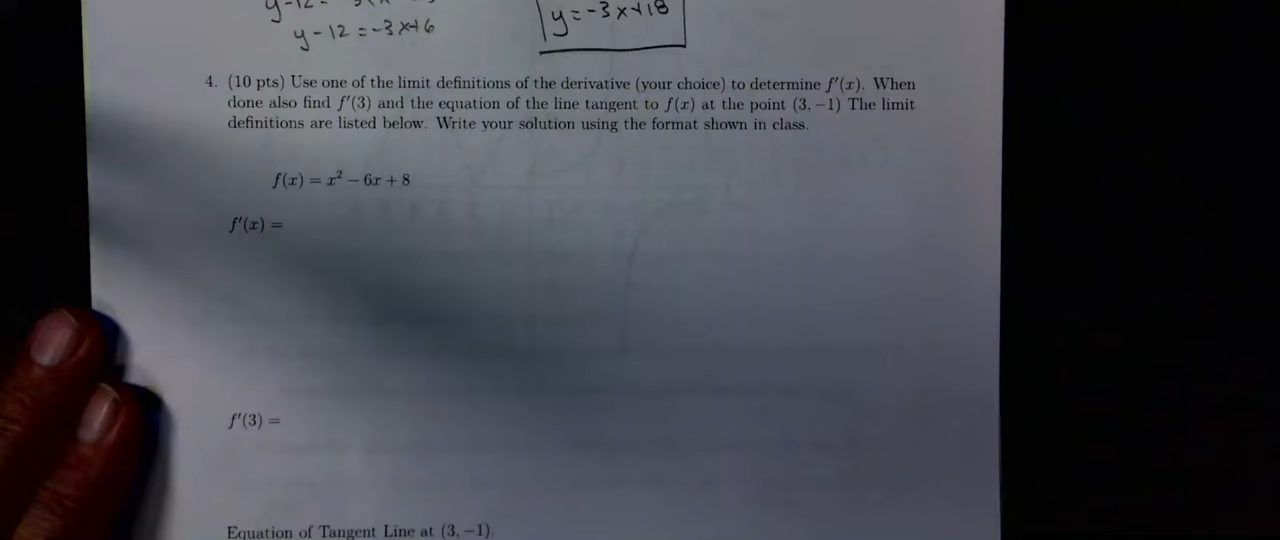 y-12 =
y - 12 = -3x+6
y = -3x+18
4. (10 pts) Use one of the limit definitions of the derivative (your choice) to determine f′(x). When
done also find f′(3) and the equation of the line tangent to f(x) at the point (3, −1) The limit
definitions are listed below. Write your solution using the format shown in class.
f(x) = x² − 6x + 8
f′(x) =
f′(3) =
Equation of Tangent Line at (3, −1).